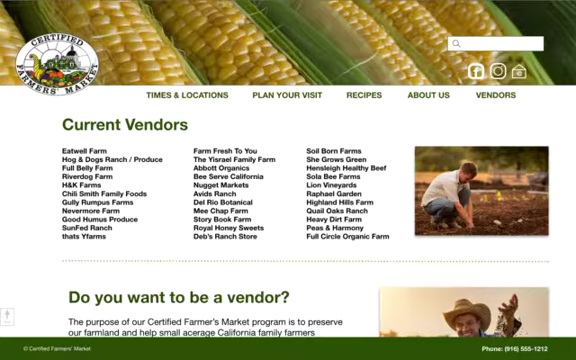 CERTIFIED
FARMERS' MARKET
TIMES & LOCATIONS PLAN YOUR VISIT RECIPES ABOUT US VENDORS
Current Vendors
Eatwell Farm
Hog & Dogs Ranch / Produce
Full Belly Farm
Riverdog Farm
H&K Farms
Chili Smith Family Foods
Gully Rumpus Farms
Nevermore Farm
Good Humus Produce
SunFed Ranch
thats Yfarms
Farm Fresh To You
The Yisrael Family Farm
Abbott Organics
Bee Serve California
Nugget Markets
Avids Ranch
Del Rio Botanical
Mee Chap Farm
Story Book Farm
Royal Honey Sweets
Deb's Ranch Store
Soil Born Farms
She Grows Green
Hensleigh Healthy Beef
Sola Bee Farms
Lion Vineyards
Raphael Garden
Highland Hills Farm
Quail Oaks Ranch
Heavy Dirt Farm
Peas & Harmony
Full Circle Organic Farm
Do you want to be a vendor?
The purpose of our Certified Farmer's Market program is to preserve
our farmland and help small acerage California family farmers
© Certified Farmers' Market
Phone: (916) 555-1212